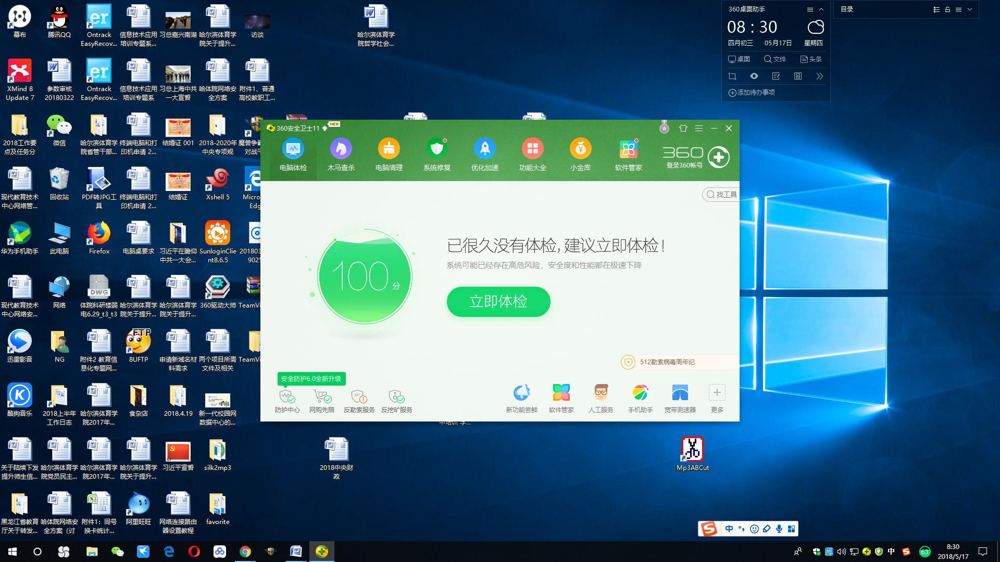 幕布
腾讯QQ
Ontrack
EasyRecov...
信息技术应用
培训专题系...
习总嘉兴南湖
哈尔滨体育学
院关于提升...
访谈
哈尔滨体育学
院哲学社会...
XMind 8
Update 7
参数审核
20180322
Ontrack
EasyRecov...
信息技术应用
培训专题系
习总上海中共
一大宣誓
哈体院网络安
全方案
附件1、普通
高校教职工...
2018工作要
点及任务分
微信
哈尔滨体育学
院省管干部...
终端电脑和打
印机申请 2...
结婚证 001
2018-2020年
中央专项规
魔兽争霸
对战平
现代教育技术
中心网络管...
回收站
PDF转JPG工
具
终端电脑和打
印机申请 2...
结婚证
Xshell 5
Micro
Edg
华为手机助手
此电脑
Firefox
电脑桌要求
习近平在瞻仰
中共一大会...
SunloginClie
nt8.6.5
201803
9025
现代教育技术
中心网络安...
网络
DWG
体院科研楼弱
电6.29_t3_t3
哈尔滨体育学
院关于提升...
哈尔滨体育学
院关于提升...
360驱动大师
TeamVi
迅雷影音
NG
附件2 教育信
息化专题网...
FTP
8UFTP
申请新域名材
料需求
两个项目所需
文件及相关
TeamVi
酷狗音乐
2018上半年
工作日志
哈尔滨体育学
院2017年...
食杂店
2018.4.19
新一代校园网
数据中心的...
关于陆续下发
提升师生信...
哈尔滨体育学
院党员民主...
哈尔滨体育学
院2017年...
哈尔滨体育学
院关于提升...
习近平宣誓
silk2mp3
2018中央财
政
Mp3ABCut
黑龙江省教育
厅关于转发...
哈体院网络安
全方案（讨
附件1：同号
换卡统计...
阿里旺旺
网络连接路由
器设置教程
favorite
360桌面助手
08 : 30
四月初三 05月17日 星期四
桌面 文件 头条
添加待办事项
目录
360安全卫士11
NEW
电脑体检
木马查杀
电脑清理
系统修复
优化加速
功能大全
小金库
软件管家
360
登录360帐号
找工具
100分
已很久没有体检，建议立即体检！
系统可能已经存在高危风险，安全度和性能都在极速下降
立即体检
512勒索病毒周年纪
安全防护6.0全新升级
防护中心
网购先赔
反勒索服务
反挖矿服务
新功能尝鲜
软件管家
人工服务
手机助手
宽带测速器
更多
中
中
63
8:30
2018/5/17